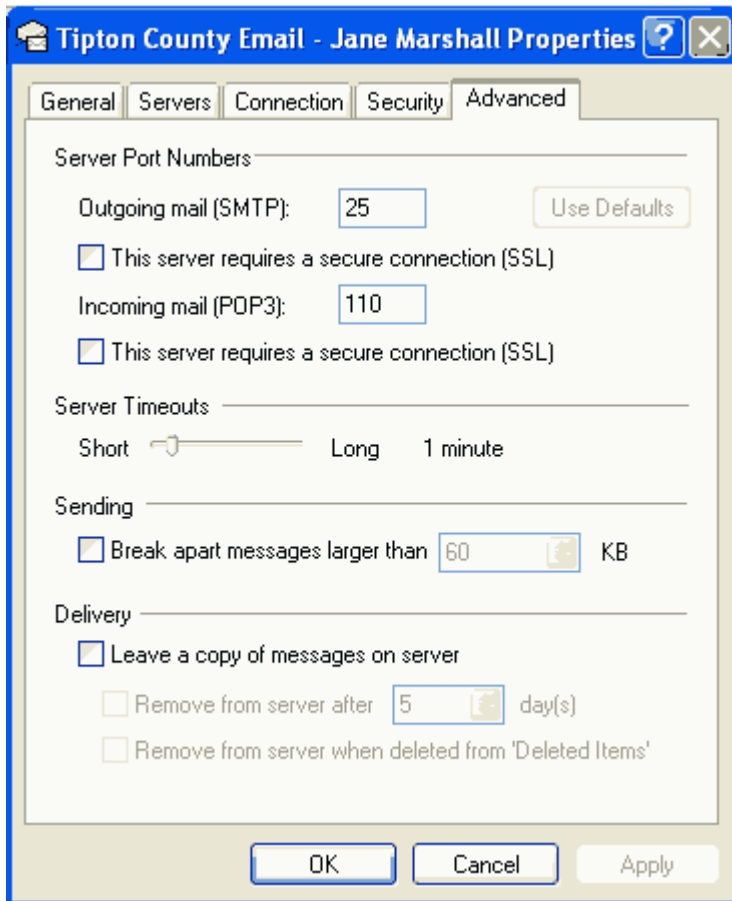 Tipton County Email - Jane Marshall Properties ?
General Servers Connection Security Advanced
Server Port Numbers
Outgoing mail (SMTP): 25 Use Defaults
This server requires a secure connection (SSL)
Incoming mail (POP3): 110
This server requires a secure connection (SSL)
Server Timeouts
Short Long 1 minute
Sending
Break apart messages larger than 60 KB
Delivery
Leave a copy of messages on server
Remove from server after 5 day(s)
Remove from server when deleted from 'Deleted Items'
OK Cancel Apply